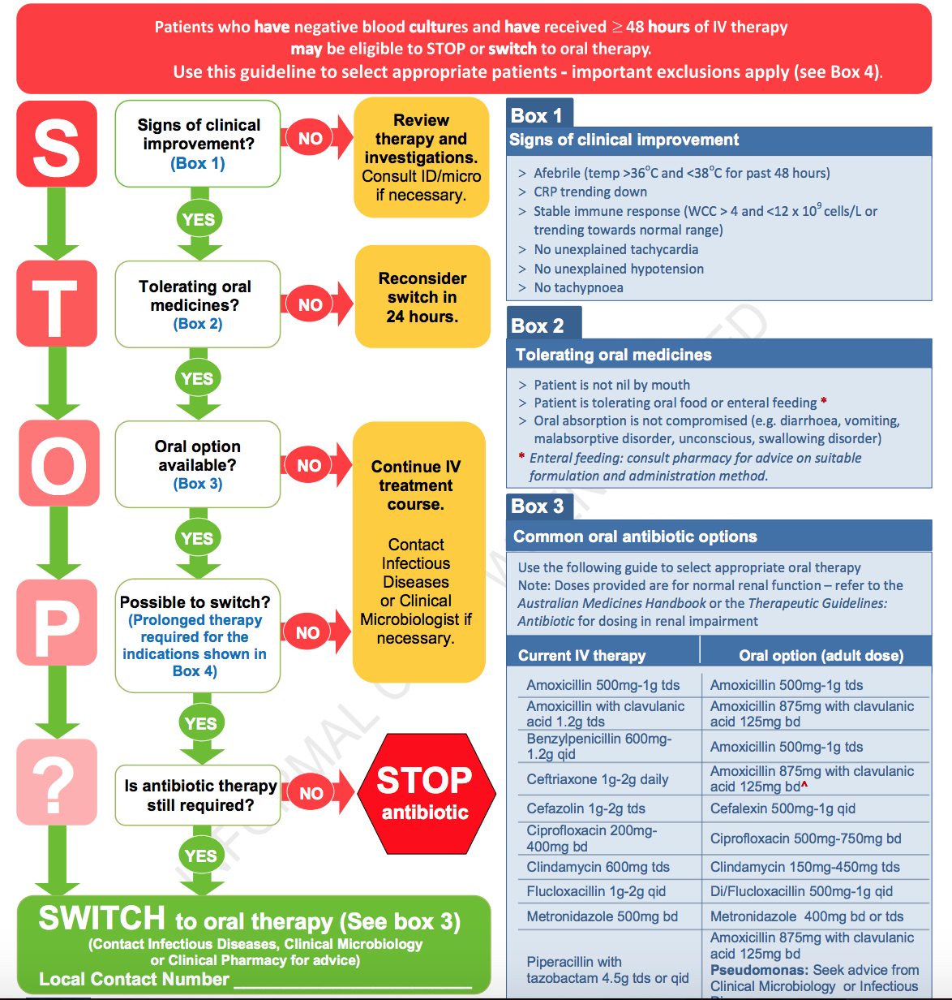 Patients who have negative blood cultures and have received ≥ 48 hours of IV therapy
may be eligible to STOP or switch to oral therapy.
Use this guideline to select appropriate patients - important exclusions apply (see Box 4).
S
Signs of clinical
improvement?
(Box 1)
NO
Review
therapy and
investigations.
Consult ID/micro
if necessary.
YES
T
Tolerating oral
medicines?
(Box 2)
NO
Reconsider
switch in
24 hours.
YES
O
Oral option
available?
(Box 3)
NO
Continue IV
treatment
course.
Contact
Infectious
Diseases
or Clinical
Microbiologist if
necessary.
YES
P
Possible to switch?
(Prolonged therapy
required for the
indications shown in
Box 4)
NO
YES
?
Is antibiotic therapy
still required?
NO
STOP
antibiotic
YES
SWITCH to oral therapy (See box 3)
(Contact Infectious Diseases, Clinical Microbiology
or Clinical Pharmacy for advice)
Local Contact Number
Box 1
Signs of clinical improvement
> Afebrile (temp >36°C and <38°C for past 48 hours)
> CRP trending down
> Stable immune response (WCC > 4 and <12 x 10⁹ cells/L or
trending towards normal range)
> No unexplained tachycardia
> No unexplained hypotension
> No tachypnoea
Box 2
Tolerating oral medicines
> Patient is not nil by mouth
> Patient is tolerating oral food or enteral feeding *
> Oral absorption is not compromised (e.g. diarrhoea, vomiting,
malabsorptive disorder, unconscious, swallowing disorder)
* Enteral feeding: consult pharmacy for advice on suitable
formulation and administration method.
Box 3
Common oral antibiotic options
Use the following guide to select appropriate oral therapy
Note: Doses provided are for normal renal function – refer to the
Australian Medicines Handbook or the Therapeutic Guidelines:
Antibiotic for dosing in renal impairment
Current IV therapy Oral option (adult dose)
Amoxicillin 500mg-1g tds Amoxicillin 500mg-1g tds
Amoxicillin with clavulanic Amoxicillin 875mg with clavulanic
acid 1.2g tds acid 125mg bd
Benzylpenicillin 600mg-
1.2g qid Amoxicillin 500mg-1g tds
Ceftriaxone 1g-2g daily Amoxicillin 875mg with clavulanic
acid 125mg bd^
Cefazolin 1g-2g tds Cefalexin 500mg-1g qid
Ciprofloxacin 200mg-
400mg bd Ciprofloxacin 500mg-750mg bd
Clindamycin 600mg tds Clindamycin 150mg-450mg tds
Flucloxacillin 1g-2g qid Di/Flucloxacillin 500mg-1g qid
Metronidazole 500mg bd Metronidazole 400mg bd or tds
Piperacillin with
tazobactam 4.5g tds or qid
Amoxicillin 875mg with clavulanic
acid 125mg bd
Pseudomonas: Seek advice from
Clinical Microbiology or Infectious